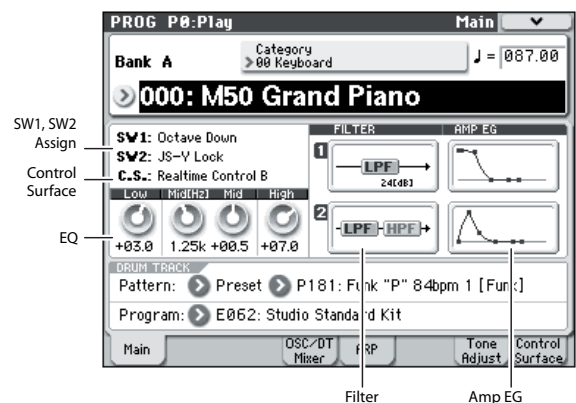 PROG P0:Play Main
Bank A
Category
00 Keyboard
♩ = 087.00
000: M50 Grand Piano
SW1, SW2
Assign
Control
Surface
EQ
SW1: Octave Down
SW2: JS-Y Lock
C.S.: Realtime Control B
Low Mid[Hz] Mid High
+03.0 1.25k +00.5 +07.0
FILTER AMP EG
1
LPF
24[dB]
2
LPF HPF
DRUM TRACK
Pattern: Preset P181: Funk "P" 84bpm 1 [Funk]
Program: E062: Studio Standard Kit
Main
OSC/DT
Mixer
ARP
Tone
Adjust
Control
Surface
Filter Amp EG